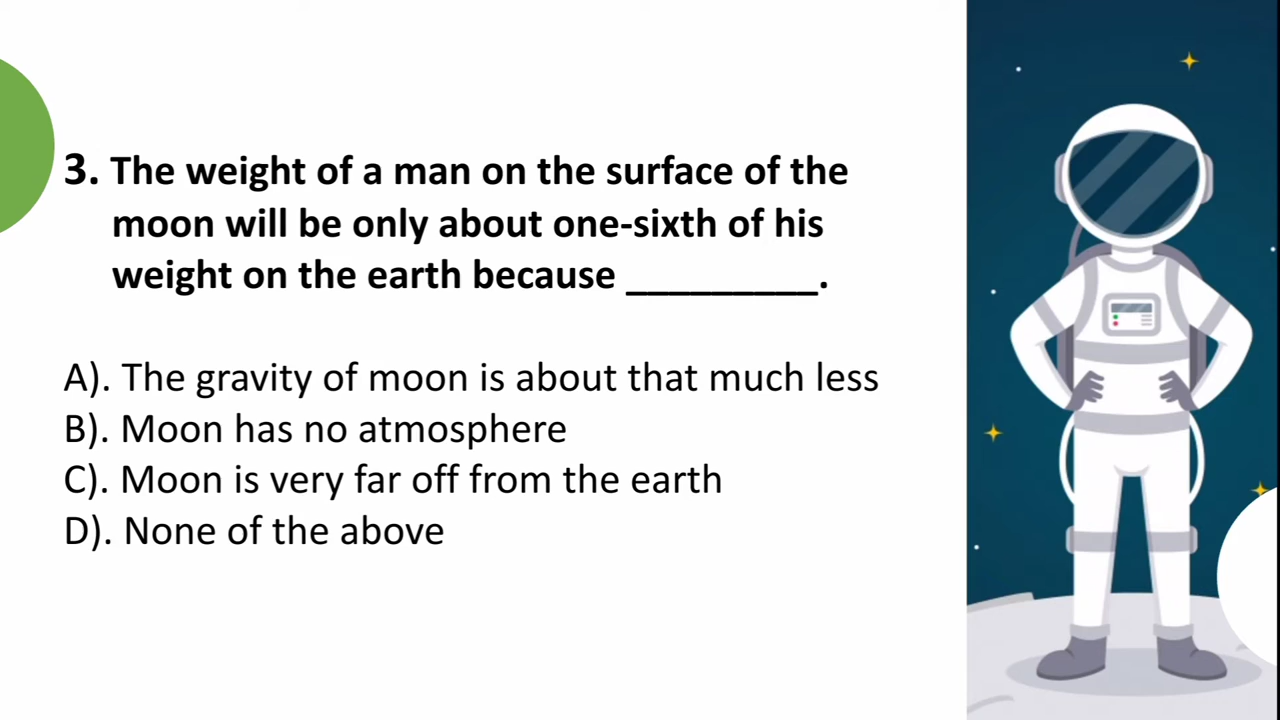 3. The weight of a man on the surface of the
moon will be only about one-sixth of his
weight on the earth because _________.
A). The gravity of moon is about that much less
B). Moon has no atmosphere
C). Moon is very far off from the earth
D). None of the above